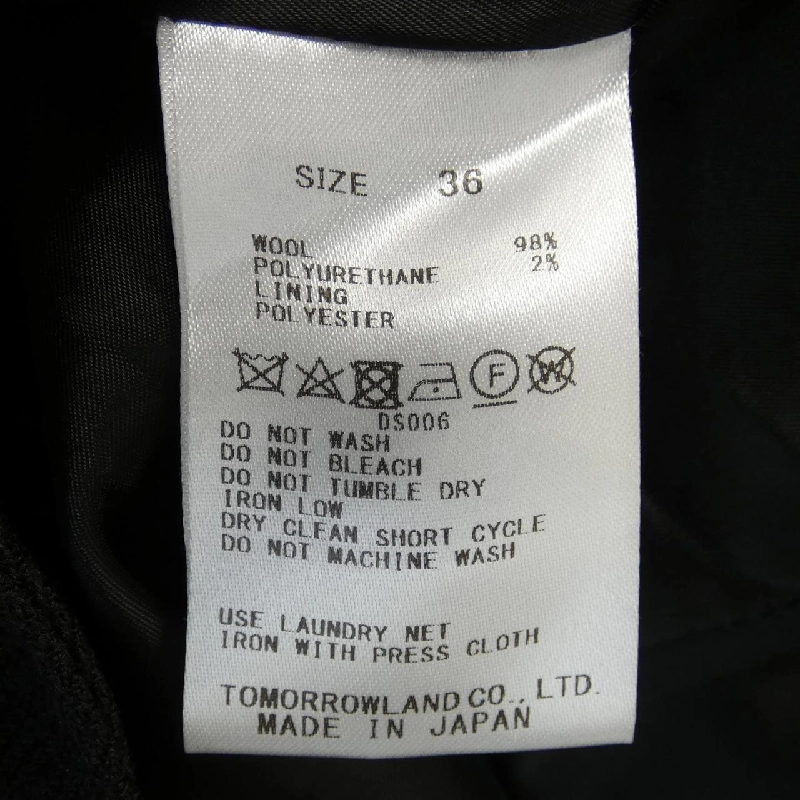 SIZE 36
WOOL 98%
POLYURETHANE 2%
LINING
POLYESTER
F W
DS006
DO NOT WASH
DO NOT BLEACH
DO NOT TUMBLE DRY
IRON LOW
DRY CLEAN SHORT CYCLE
DO NOT MACHINE WASH
USE LAUNDRY NET
IRON WITH PRESS CLOTH
TOMORROWLAND CO., LTD.
MADE IN JAPAN